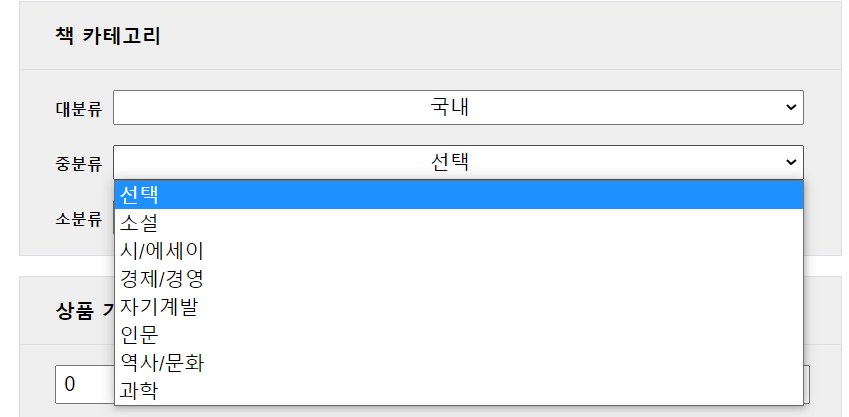 책 카테고리
대분류 국내
중분류 선택
선택
소설
소분류
시/에세이
경제/경영
자기계발
상품
인문
역사/문화
0
과학